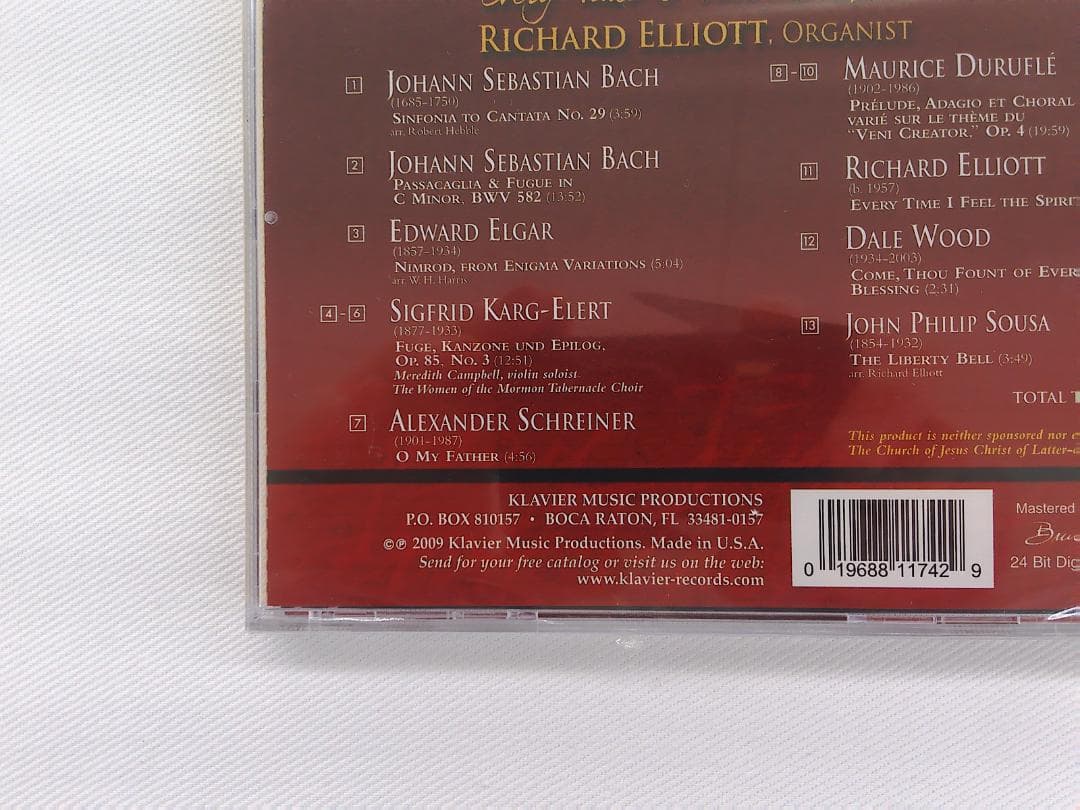 RICHARD ELLIOTT, ORGANIST
1 JOHANN SEBASTIAN BACH
(1685-1750)
SINFONIA TO CANTATA NO. 29 (3:59)
arr. Robert Hebble
2 JOHANN SEBASTIAN BACH
PASSACAGLIA & FUGUE IN
C MINOR, BWV 582 (13:52)
3 EDWARD ELGAR
(1857-1934)
NIMROD, FROM ENIGMA VARIATIONS (5:04)
arr. W. H. Harris
4-6 SIGFRID KARG-ELERT
(1877-1933)
FUGE, KANZONE UND EPILOG,
OP. 85, NO. 3 (12:51)
Meredith Campbell, violin soloist
The Women of the Mormon Tabernacle Choir
7 ALEXANDER SCHREINER
(1901-1987)
O MY FATHER (4:56)
8-10 MAURICE DURUFLÉ
(1902-1986)
PRÉLUDE, ADAGIO ET CHORAL
VARIÉ SUR LE THÈME DU
"VENI CREATOR," OP. 4 (19:59)
11 RICHARD ELLIOTT
(b. 1957)
EVERY TIME I FEEL THE SPIRIT
12 DALE WOOD
(1934-2003)
COME, THOU FOUNT OF EVER
BLESSING (2:31)
13 JOHN PHILIP SOUSA
(1854-1932)
THE LIBERTY BELL (3:49)
arr. Richard Elliott
TOTAL
This product is neither sponsored nor
The Church of Jesus Christ of Latter-
KLAVIER MUSIC PRODUCTIONS
P.O. BOX 810157 • BOCA RATON, FL 33481-0157
©℗ 2009 Klavier Music Productions. Made in U.S.A.
Send for your free catalog or visit us on the web:
www.klavier-records.com
0 19688 11742 9
Mastered
24 Bit Dig